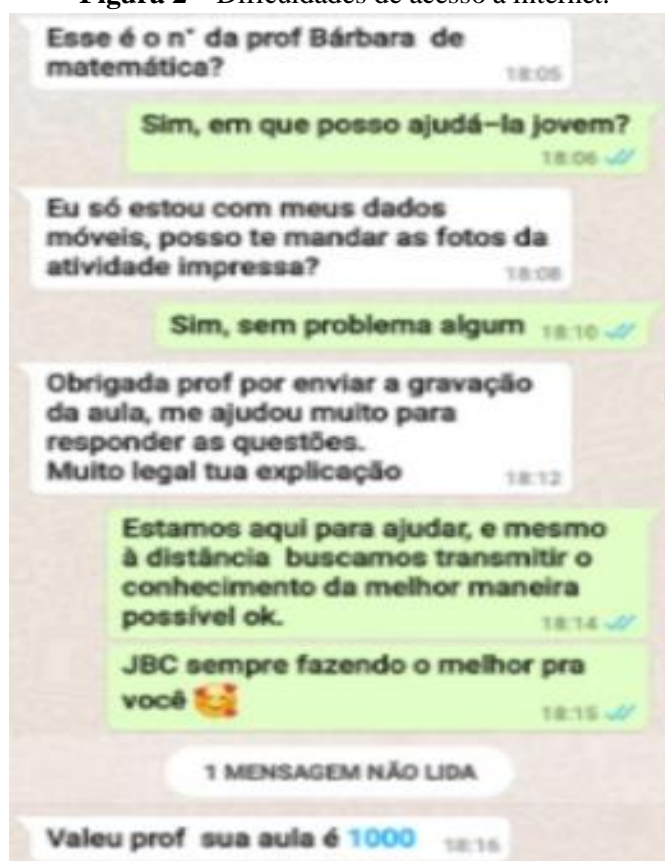 Figura 2 – Dificuldades de acesso à internet.
Esse é o n° da prof Bárbara de
matemática?
18:05
Sim, em que posso ajudá-la jovem?
18:06
Eu só estou com meus dados
móveis, posso te mandar as fotos da
atividade impressa?
18:08
Sim, sem problema algum 18:10
Obrigada prof por enviar a gravação
da aula, me ajudou muito para
responder as questões.
Muito legal tua explicação 18:12
Estamos aqui para ajudar, e mesmo
à distância buscamos transmitir o
conhecimento da melhor maneira
possível ok. 18:14
JBC sempre fazendo o melhor pra
você 🥰 18:15
1 MENSAGEM NÃO LIDA
Valeu prof sua aula é 1000 18:16